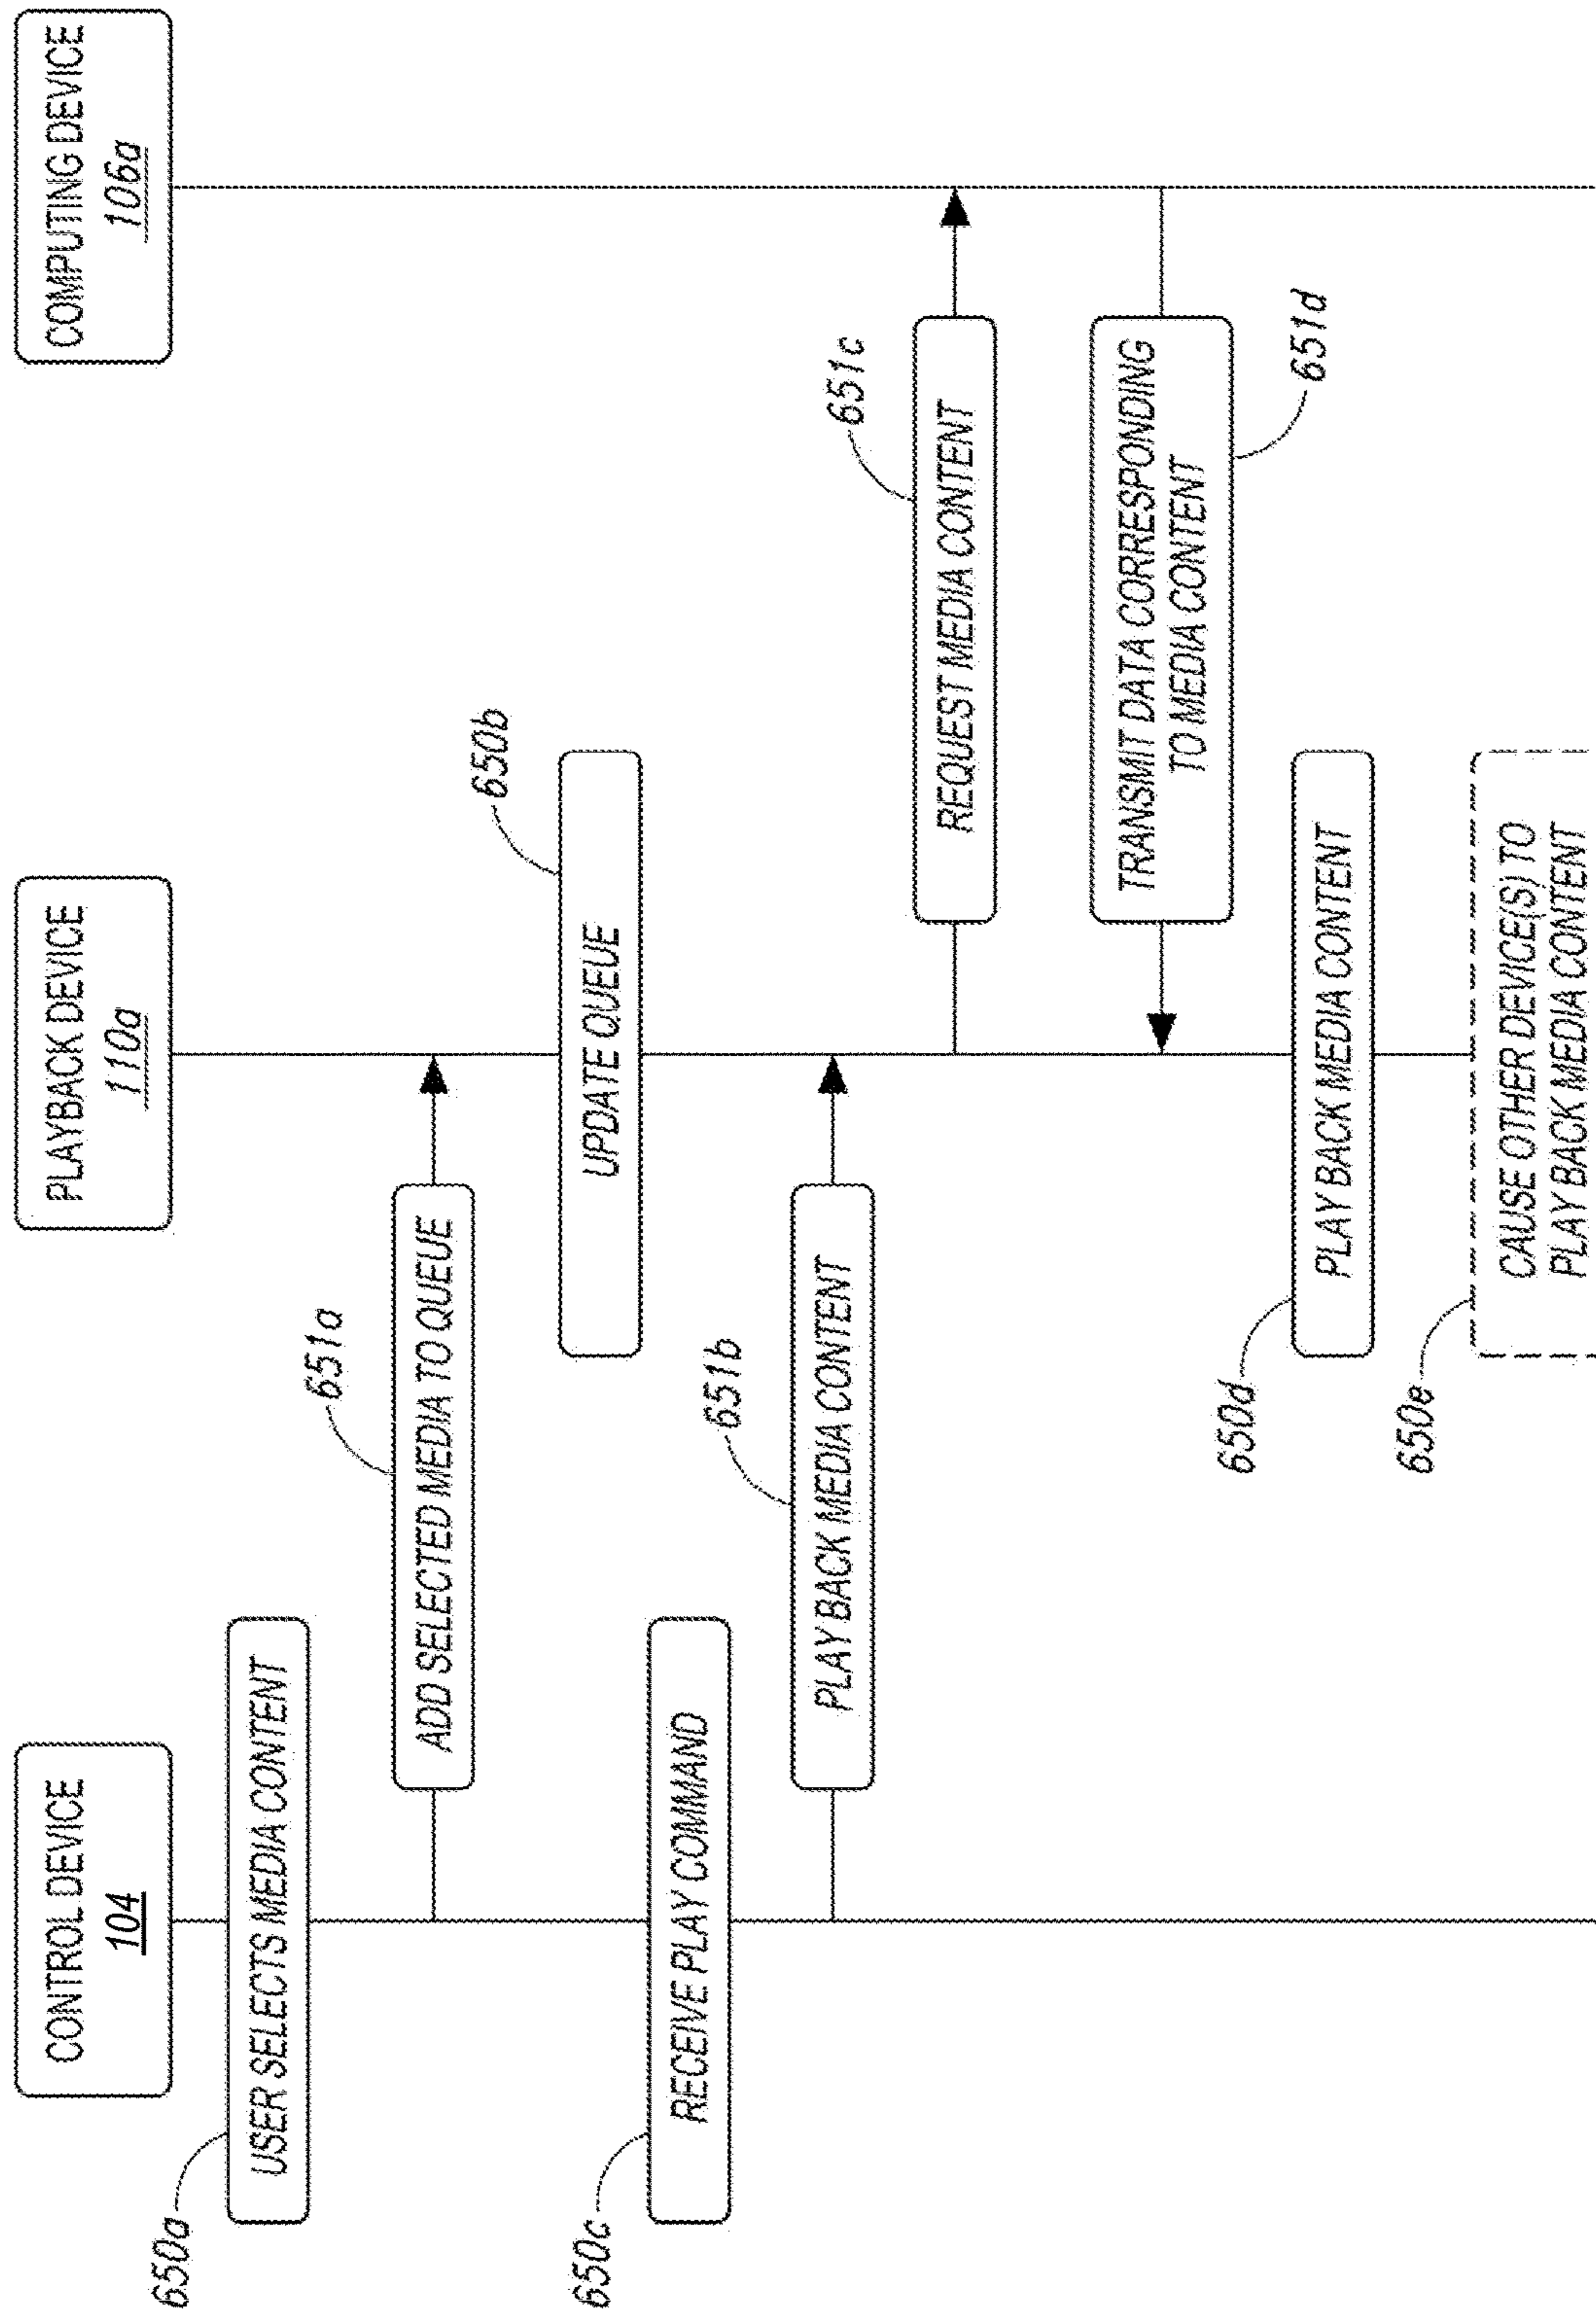 CONTROL DEVICE
104
PLAYBACK DEVICE
110a
COMPUTING DEVICE
106a
650a
USER SELECTS MEDIA CONTENT
651a
ADD SELECTED MEDIA TO QUEUE
650b
UPDATE QUEUE
650c
RECEIVE PLAY COMMAND
651b
PLAY BACK MEDIA CONTENT
651c
REQUEST MEDIA CONTENT
TRANSMIT DATA CORRESPONDING
TO MEDIA CONTENT
651d
650d
PLAY BACK MEDIA CONTENT
650e
CAUSE OTHER DEVICE(S) TO
PLAY BACK MEDIA CONTENT